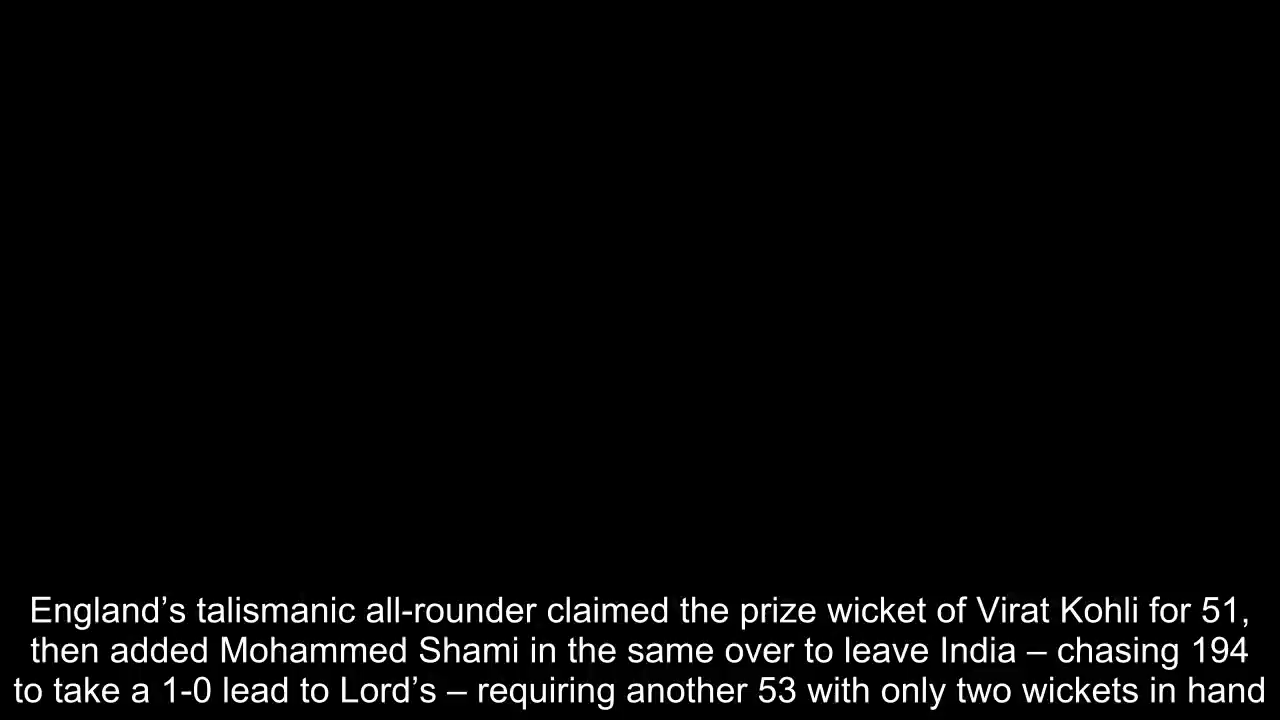 England’s talismanic all-rounder claimed the prize wicket of Virat Kohli for 51,
then added Mohammed Shami in the same over to leave India – chasing 194
to take a 1-0 lead to Lord’s – requiring another 53 with only two wickets in hand